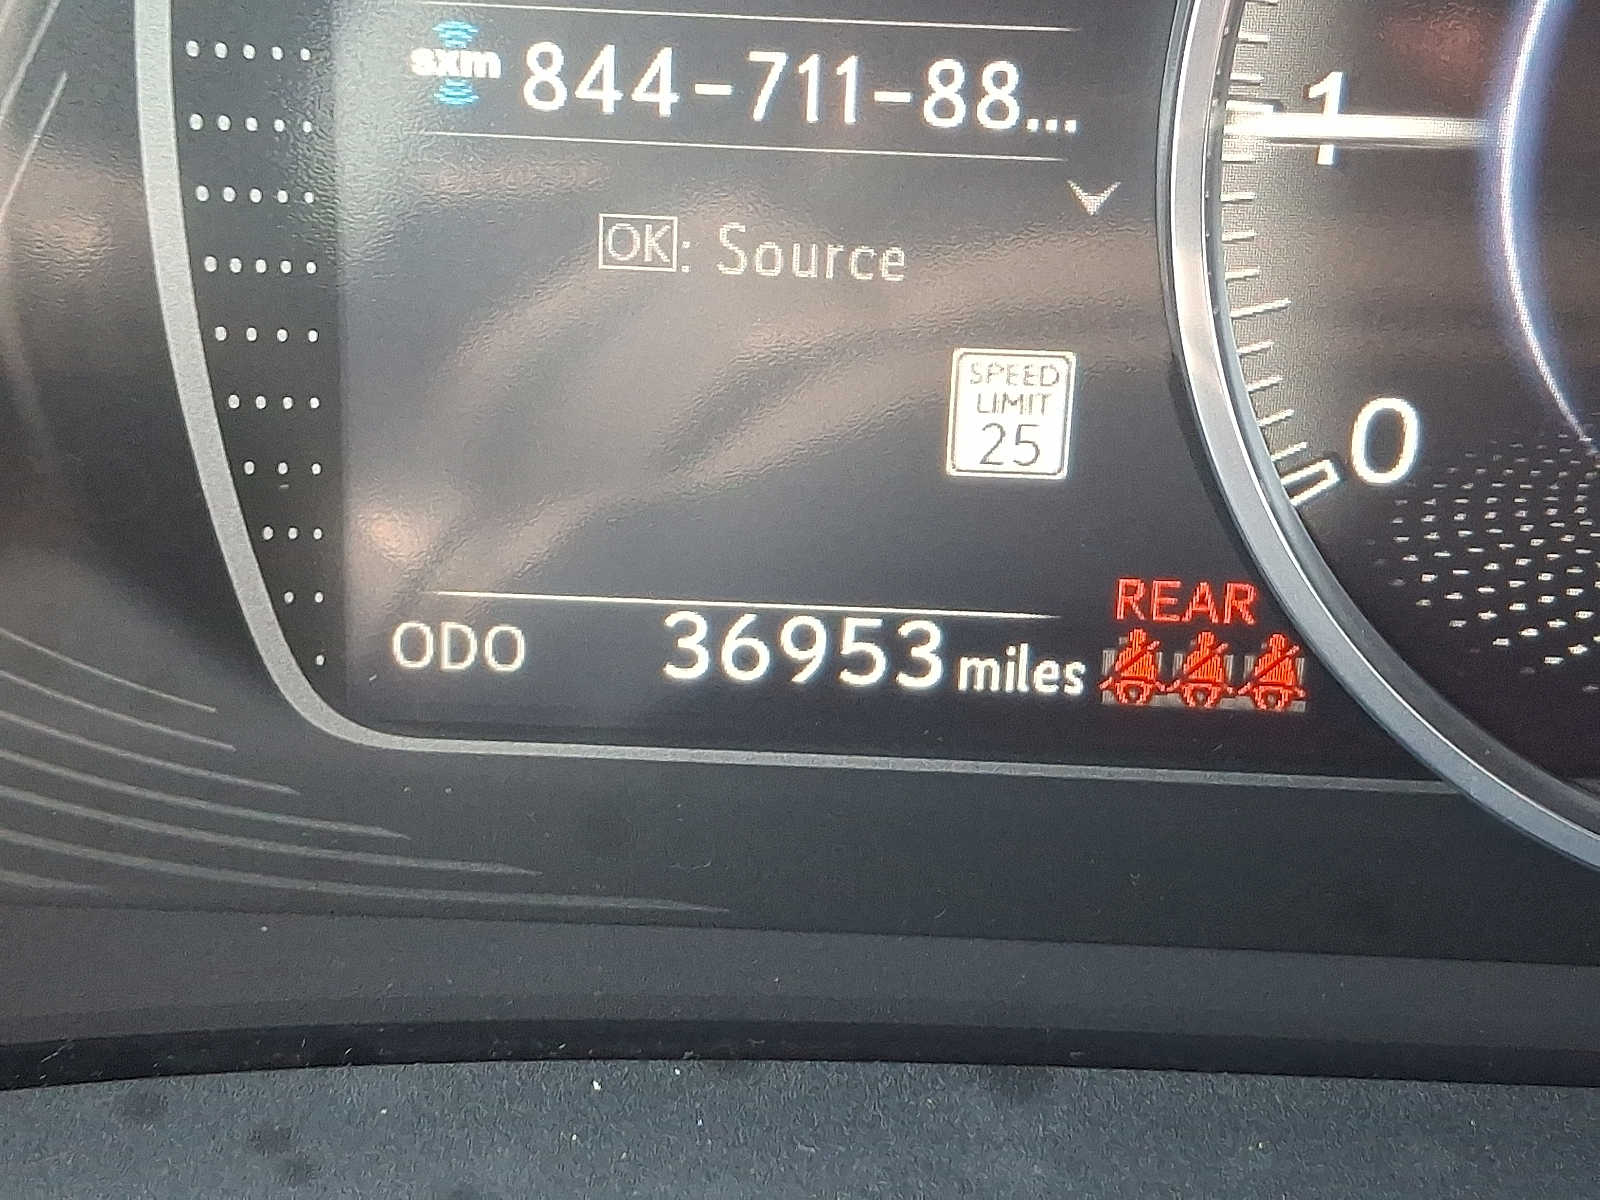 sxm 844-711-88...
OK: Source
SPEED
LIMIT
25
ODO 36953 miles
REAR
1
0